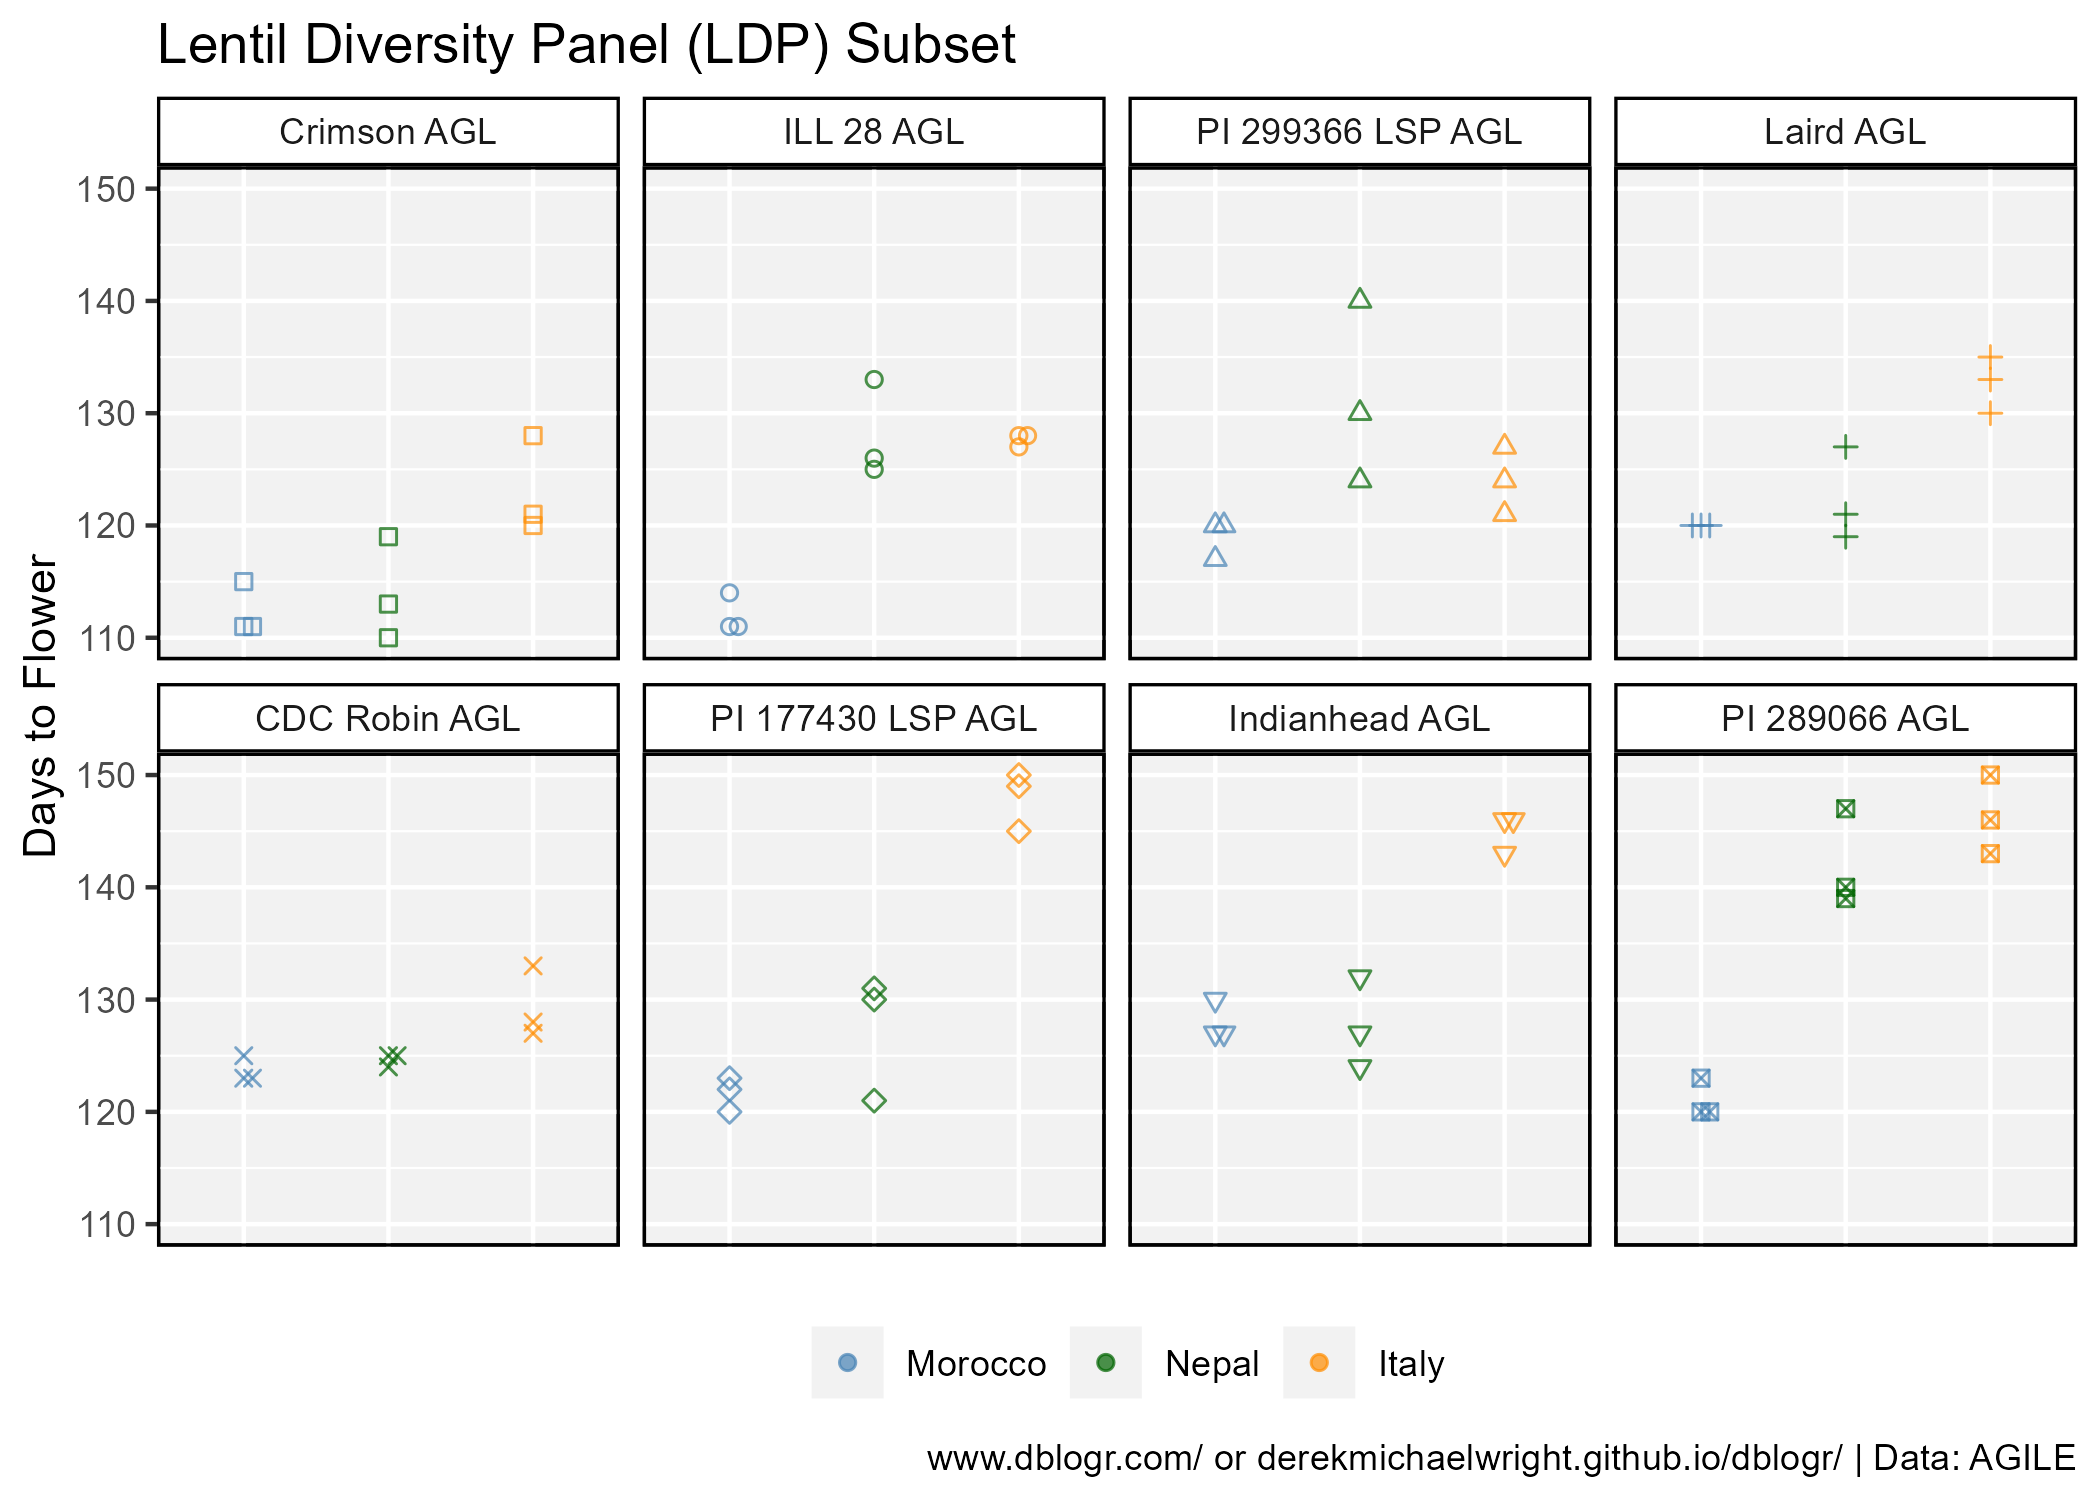 Lentil Diversity Panel (LDP) Subset
Crimson AGL
ILL 28 AGL
PI 299366 LSP AGL
Laird AGL
150
140
130
120
110
Days to Flower
CDC Robin AGL
PI 177430 LSP AGL
Indianhead AGL
PI 289066 AGL
150
140
130
120
110
Morocco
Nepal
Italy
www.dblogr.com/ or derekmichaelwright.github.io/dblogr/ | Data: AGILE